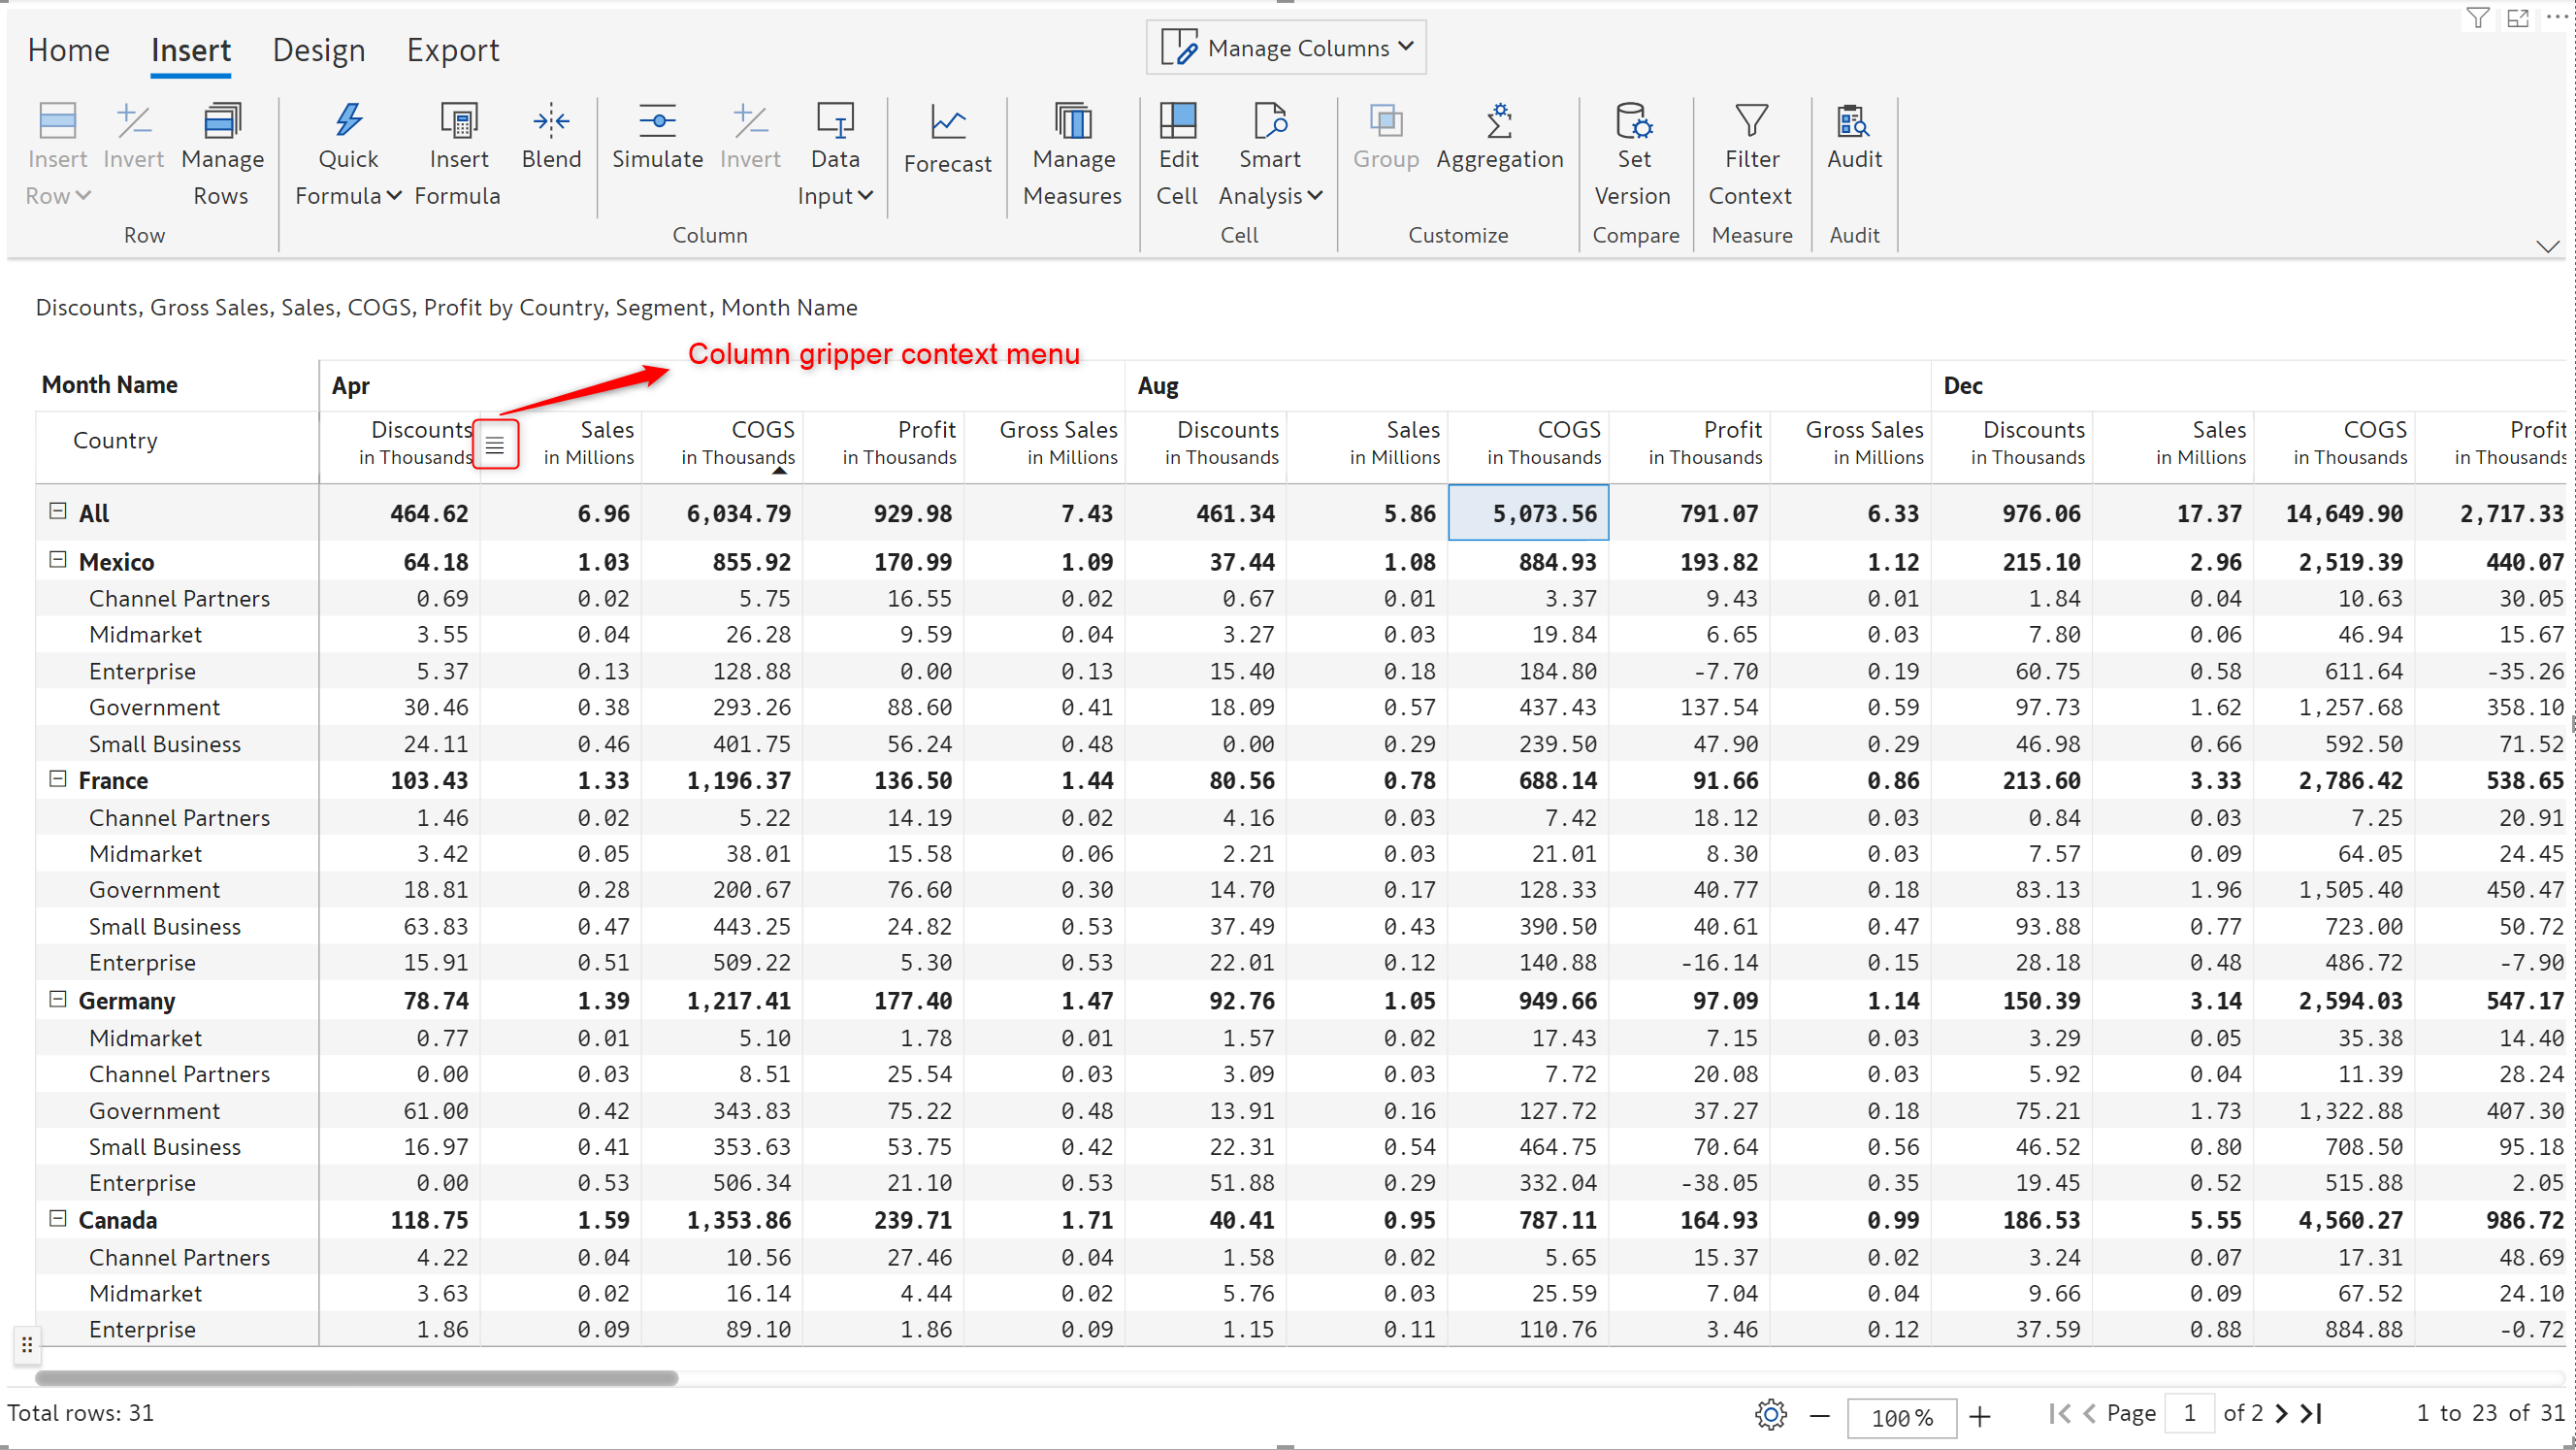 Home Insert Design Export
Manage Columns
Insert Row Invert Manage Rows Quick Formula Insert Formula Blend Simulate Invert Data Input Forecast Manage Measures Edit Cell Smart Analysis Group Aggregation Set Version Filter Context Audit
Row Column Cell Customize Compare Measure Audit
Discounts, Gross Sales, Sales, COGS, Profit by Country, Segment, Month Name
Column gripper context menu
Month Name Apr Aug Dec
Country Discounts Sales COGS Profit Gross Sales Discounts Sales COGS Profit Gross Sales Discounts Sales COGS Profit
in Thousands in Millions in Thousands in Thousands in Millions in Thousands in Millions in Thousands in Thousands in Millions in Thousands in Millions in Thousands in Thousands
All 464.62 6.96 6,034.79 929.98 7.43 461.34 5.86 5,073.56 791.07 6.33 976.06 17.37 14,649.90 2,717.33
Mexico 64.18 1.03 855.92 170.99 1.09 37.44 1.08 884.93 193.82 1.12 215.10 2.96 2,519.39 440.07
Channel Partners 0.69 0.02 5.75 16.55 0.02 0.67 0.01 3.37 9.43 0.01 1.84 0.04 10.63 30.05
Midmarket 3.55 0.04 26.28 9.59 0.04 3.27 0.03 19.84 6.65 0.03 7.80 0.06 46.94 15.67
Enterprise 5.37 0.13 128.88 0.00 0.13 15.40 0.18 184.80 -7.70 0.19 60.75 0.58 611.64 -35.26
Government 30.46 0.38 293.26 88.60 0.41 18.09 0.57 437.43 137.54 0.59 97.73 1.62 1,257.68 358.10
Small Business 24.11 0.46 401.75 56.24 0.48 0.00 0.29 239.50 47.90 0.29 46.98 0.66 592.50 71.52
France 103.43 1.33 1,196.37 136.50 1.44 80.56 0.78 688.14 91.66 0.86 213.60 3.33 2,786.42 538.65
Channel Partners 1.46 0.02 5.22 14.19 0.02 4.16 0.03 7.42 18.12 0.03 0.84 0.03 7.25 20.91
Midmarket 3.42 0.05 38.01 15.58 0.06 2.21 0.03 21.01 8.30 0.03 7.57 0.09 64.05 24.45
Government 18.81 0.28 200.67 76.60 0.30 14.70 0.17 128.33 40.77 0.18 83.13 1.96 1,505.40 450.47
Small Business 63.83 0.47 443.25 24.82 0.53 37.49 0.43 390.50 40.61 0.47 93.88 0.77 723.00 50.72
Enterprise 15.91 0.51 509.22 5.30 0.53 22.01 0.12 140.88 -16.14 0.15 28.18 0.48 486.72 -7.90
Germany 78.74 1.39 1,217.41 177.40 1.47 92.76 1.05 949.66 97.09 1.14 150.39 3.14 2,594.03 547.17
Midmarket 0.77 0.01 5.10 1.78 0.01 1.57 0.02 17.43 7.15 0.03 3.29 0.05 35.38 14.40
Channel Partners 0.00 0.03 8.51 25.54 0.03 3.09 0.03 7.72 20.08 0.03 5.92 0.04 11.39 28.24
Government 61.00 0.42 343.83 75.22 0.48 13.91 0.16 127.72 37.27 0.18 75.21 1.73 1,322.88 407.30
Small Business 16.97 0.41 353.63 53.75 0.42 22.31 0.54 464.75 70.64 0.56 46.52 0.80 708.50 95.18
Enterprise 0.00 0.53 506.34 21.10 0.53 51.88 0.29 332.04 -38.05 0.35 19.45 0.52 515.88 2.05
Canada 118.75 1.59 1,353.86 239.71 1.71 40.41 0.95 787.11 164.93 0.99 186.53 5.55 4,560.27 986.72
Channel Partners 4.22 0.04 10.56 27.46 0.04 1.58 0.02 5.65 15.37 0.02 3.24 0.07 17.31 48.69
Midmarket 3.63 0.02 16.14 4.44 0.02 5.76 0.03 25.59 7.04 0.04 9.66 0.09 67.52 24.10
Enterprise 1.86 0.09 89.10 1.86 0.09 1.15 0.11 110.76 3.46 0.12 37.59 0.88 884.88 -0.72
Total rows: 31 100 % Page 1 of 2 1 to 23 of 31